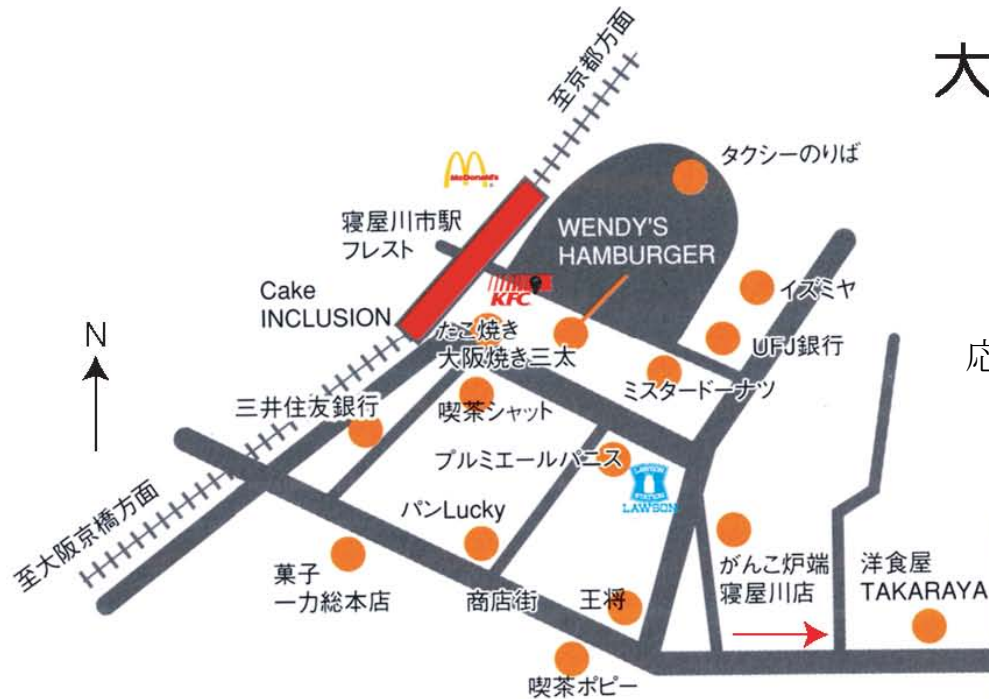 大
至京都方面
McDonald's
タクシーのりば
寝屋川市駅
フレスト
WENDY'S
HAMBURGER
KFC
イズミヤ
Cake
INCLUSION
N
たこ焼き
大阪焼き三太
UFJ銀行
応
ミスタードーナツ
三井住友銀行
喫茶シャット
プルミエールパニス
LAWSON
STATION
LAWSON
パンLucky
至大阪京橋方面
がんこ炉端
寝屋川店
洋食屋
TAKARAYA
菓子
一力総本店
商店街
王将
喫茶ポピー